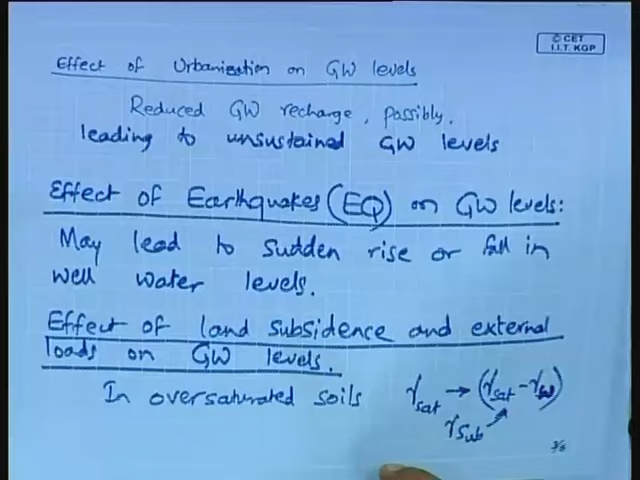 © CET
I.I.T. KGP
Effect of Urbanization on GW levels
Reduced GW recharge, possibly.
leading to unsustained GW levels
Effect of Earthquakes (EQ) on GW levels:
May lead to sudden rise or fall in
well water levels.
Effect of land subsidence and external
loads on GW levels.
In oversaturated soils γsat → (γsat - γw)
γsub